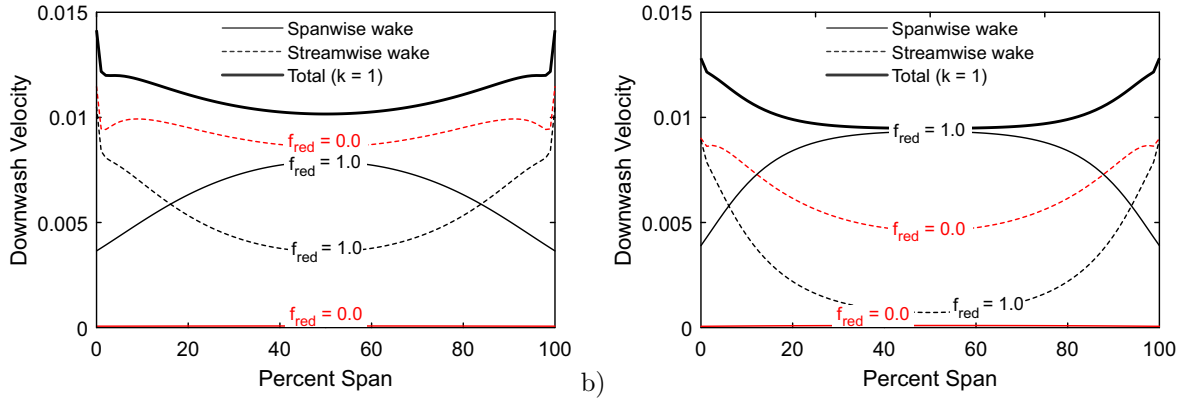 0.015
Spanwise wake
Streamwise wake
Total (k = 1)
0.01
0.005
0
Downwash Velocity
f_red = 0.0
f_red = 1.0
f_red = 1.0
f_red = 0.0
0 20 40 60 80 100
Percent Span
b)
0.015
Spanwise wake
Streamwise wake
Total (k = 1)
0.01
0.005
0
Downwash Velocity
f_red = 1.0
f_red = 0.0
f_red = 1.0
f_red = 0.0
0 20 40 60 80 100
Percent Span